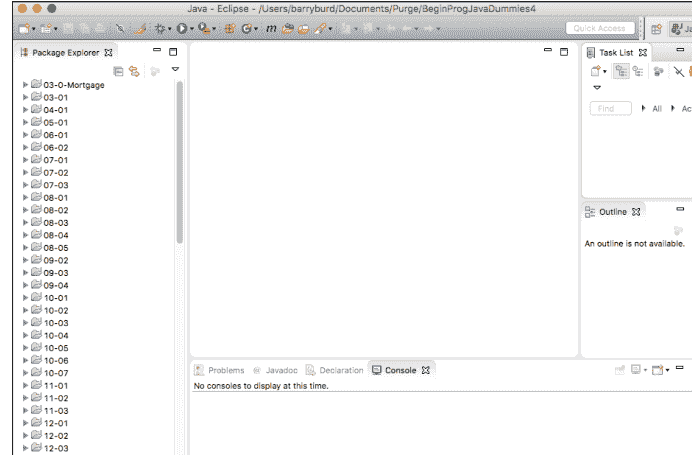 Java - Eclipse - /Users/barryburd/Documents/Purge/BeginProgJavaDummies4
Quick Access
Package Explorer
03-0-Mortgage
03-01
04-01
05-01
06-01
06-02
07-01
07-02
07-03
08-01
08-02
08-03
08-04
08-05
09-02
09-03
09-04
10-01
10-02
10-03
10-04
10-05
10-06
10-07
11-01
11-02
11-03
12-01
12-02
12-03
Task List
Find All Ac
Outline
An outline is not available.
Problems @ Javadoc Declaration Console
No consoles to display at this time.